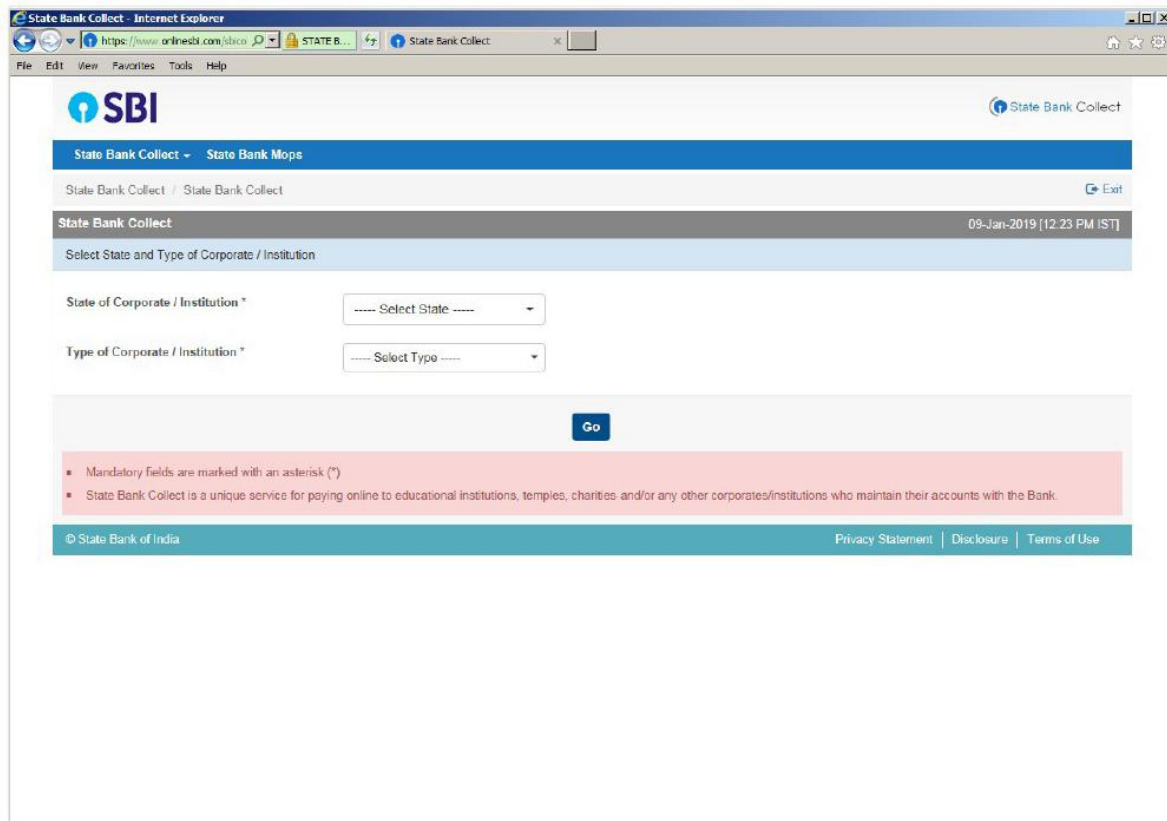 State Bank Collect - Internet Explorer
https://www.onlinesbi.com/sbico STATE B... State Bank Collect
File Edit View Favorites Tools Help
SBI State Bank Collect
State Bank Collect State Bank Mops
State Bank Collect / State Bank Collect Exit
State Bank Collect 09-Jan-2019 [12:23 PM IST]
Select State and Type of Corporate / Institution
State of Corporate / Institution * ----- Select State -----
Type of Corporate / Institution * ----- Select Type -----
Go
Mandatory fields are marked with an asterisk (*)
State Bank Collect is a unique service for paying online to educational institutions, temples, charities and/or any other corporates/institutions who maintain their accounts with the Bank.
© State Bank of India Privacy Statement | Disclosure | Terms of Use